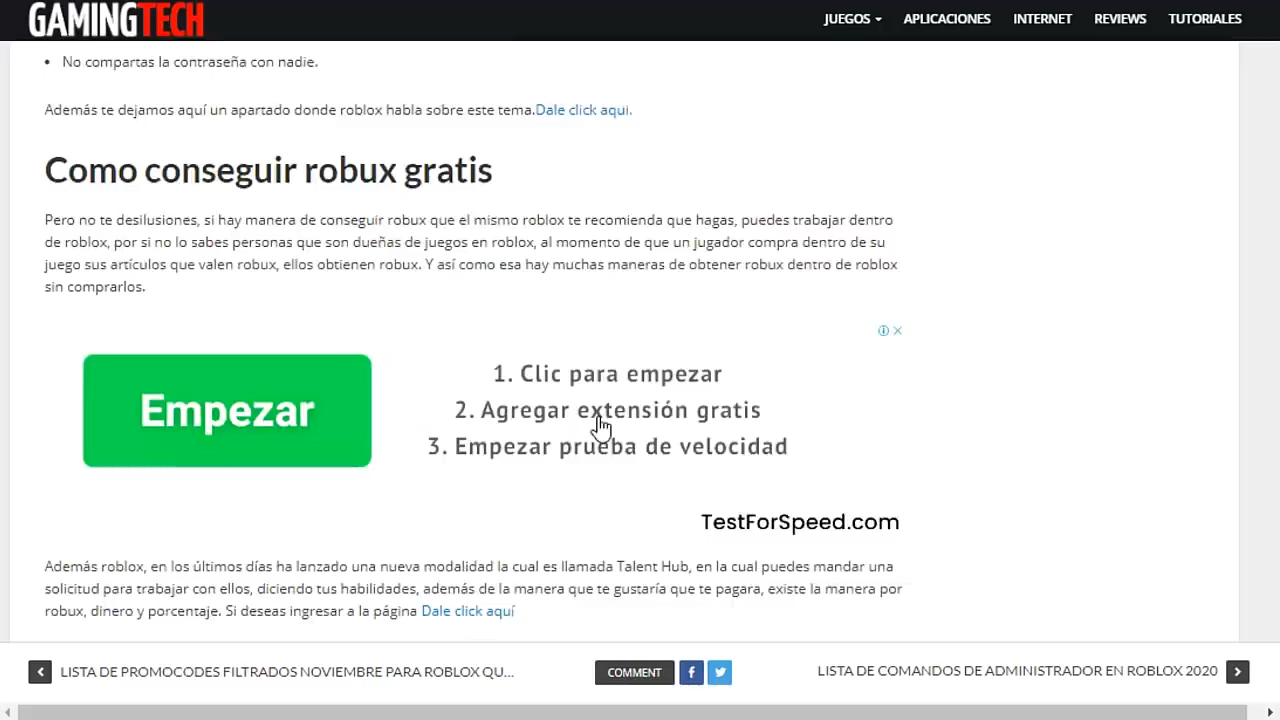 GAMINGTECH
JUEGOS APLICACIONES INTERNET REVIEWS TUTORIALES
• No compartas la contraseña con nadie.
Además te dejamos aquí un apartado donde roblox habla sobre este tema.Dale click aqui.
Como conseguir robux gratis
Pero no te desilusiones, si hay manera de conseguir robux que el mismo roblox te recomienda que hagas, puedes trabajar dentro
de roblox, por si no lo sabes personas que son dueñas de juegos en roblox, al momento de que un jugador compra dentro de su
juego sus artículos que valen robux, ellos obtienen robux. Y así como esa hay muchas maneras de obtener robux dentro de roblox
sin comprarlos.
Empezar
1. Clic para empezar
2. Agregar extensión gratis
3. Empezar prueba de velocidad
TestForSpeed.com
Además roblox, en los últimos días ha lanzado una nueva modalidad la cual es llamada Talent Hub, en la cual puedes mandar una
solicitud para trabajar con ellos, diciendo tus habilidades, además de la manera que te gustaría que te pagara, existe la manera por
robux, dinero y porcentaje. Si deseas ingresar a la página Dale click aquí
LISTA DE PROMOCODES FILTRADOS NOVIEMBRE PARA ROBLOX QU...
COMMENT
LISTA DE COMANDOS DE ADMINISTRADOR EN ROBLOX 2020